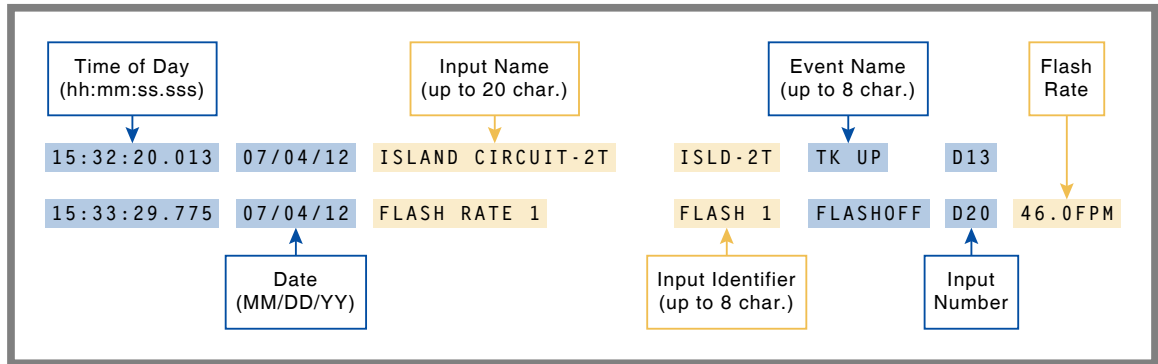 Time of Day
(hh:mm:ss.sss)
Input Name
(up to 20 char.)
Event Name
(up to 8 char.)
Flash
Rate
15:32:20.013 07/04/12 ISLAND CIRCUIT-2T ISLD-2T TK UP D13
15:33:29.775 07/04/12 FLASH RATE 1 FLASH 1 FLASHOFF D20 46.0FPM
Date
(MM/DD/YY)
Input Identifier
(up to 8 char.)
Input
Number